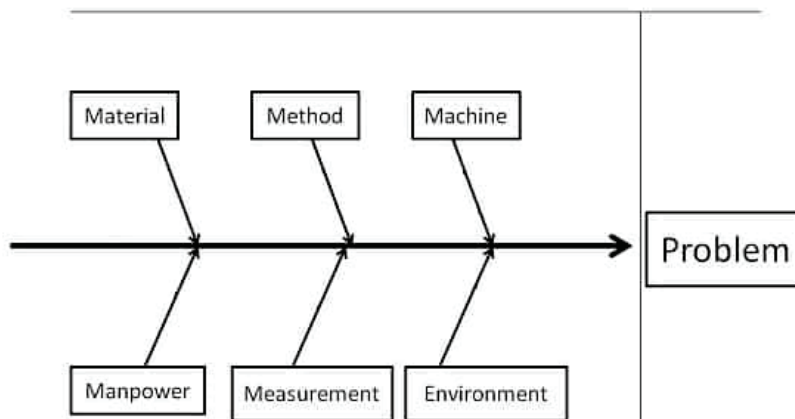 Material
Method
Machine
Problem
Manpower
Measurement
Environment